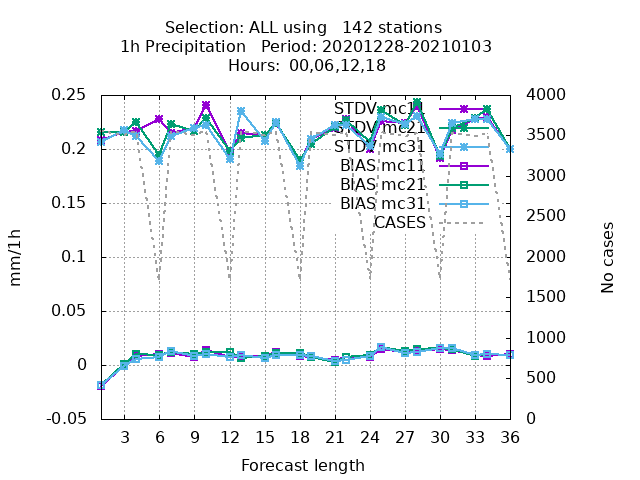 Selection: ALL using 142 stations
1h Precipitation Period: 20201228-20210103
Hours: 00,06,12,18
0.25
0.2
0.15
0.1
0.05
0
-0.05
mm/1h
4000
3500
3000
2500
2000
1500
1000
500
0
No cases
STDV mc11
STDV mc21
STDV mc31
BIAS mc11
BIAS mc21
BIAS mc31
CASES
3 6 9 12 15 18 21 24 27 30 33 36
Forecast length